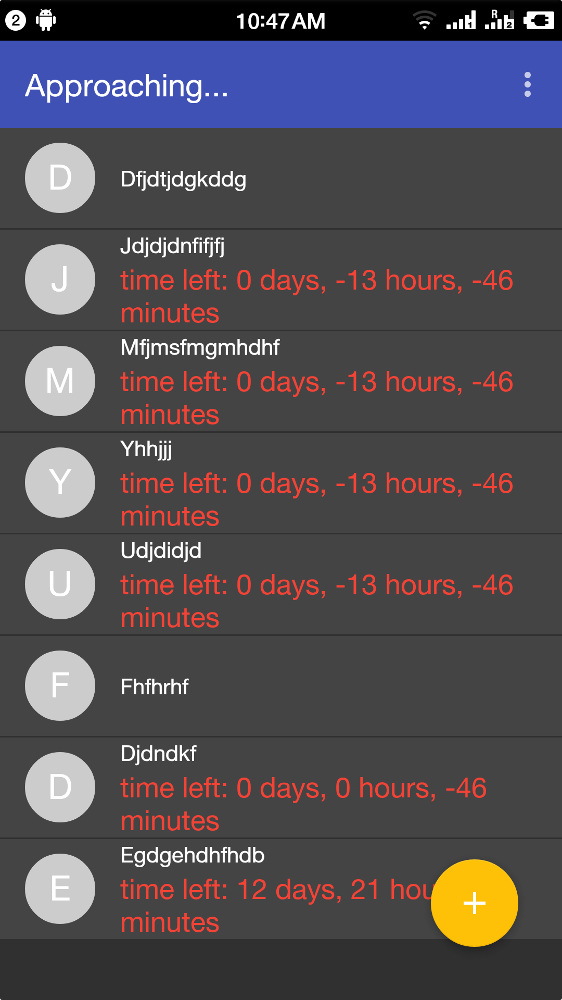 2 10:47 AM 1 R 2
Approaching...
D
Dfjdtjdgkddg
J
Jdjdjdnfifjfj
time left: 0 days, -13 hours, -46
minutes
M
Mfjmsfmgmhdhf
time left: 0 days, -13 hours, -46
minutes
Y
Yhhjjj
time left: 0 days, -13 hours, -46
minutes
U
Udjdidjd
time left: 0 days, -13 hours, -46
minutes
F
Fhfhrhf
D
Djdndkf
time left: 0 days, 0 hours, -46
minutes
E
Egdgehdhfhdb
time left: 12 days, 21
minutes
+